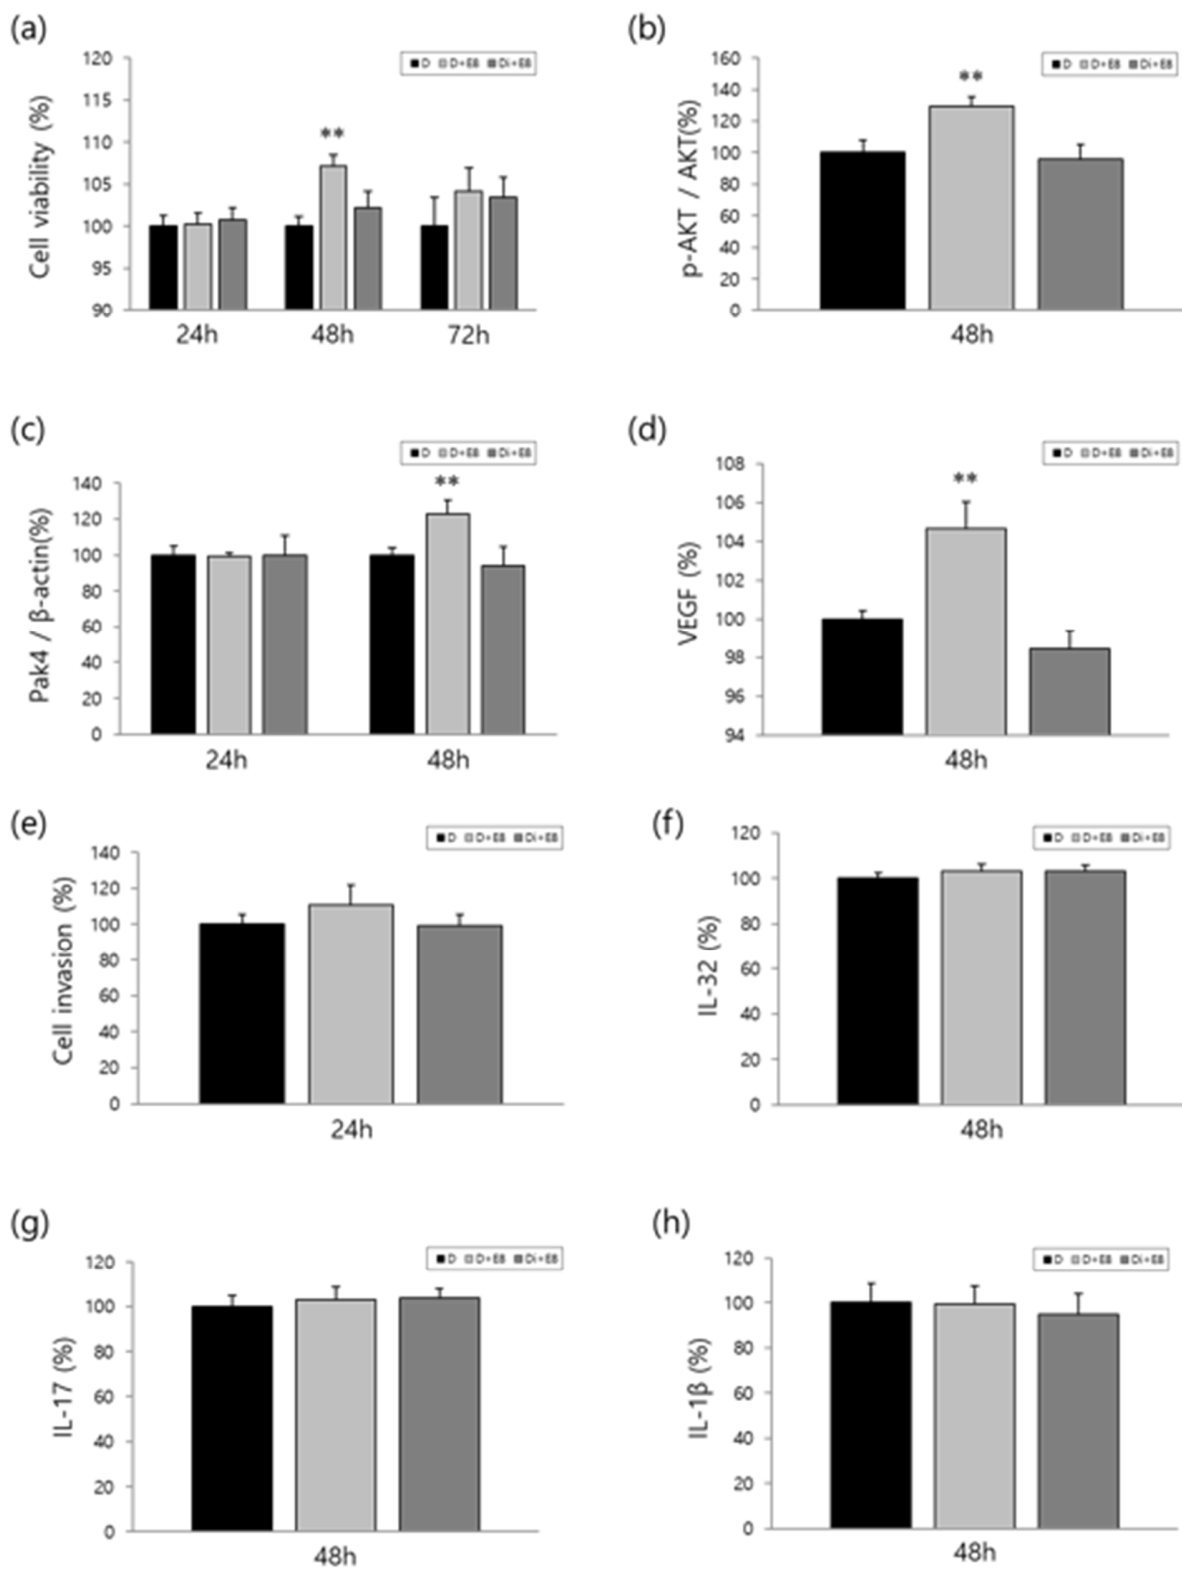 (a)
D D+E8 Di+E8
Cell viability (%)
120
115
110
105
100
95
90
**
24h 48h 72h
(b)
D D+E8 Di+E8
p-AKT / AKT(%)
160
140
120
100
80
60
40
20
0
**
48h
(c)
D D+E8 Di+E8
Pak4 / β-actin(%)
140
120
100
80
60
40
20
0
**
24h 48h
(d)
D D+E8 Di+E8
VEGF (%)
108
106
104
102
100
98
96
94
**
48h
(e)
D D+E8 Di+E8
Cell invasion (%)
140
120
100
80
60
40
20
0
24h
(f)
D D+E8 Di+E8
IL-32 (%)
120
100
80
60
40
20
0
48h
(g)
D D+E8 Di+E8
IL-17 (%)
120
100
80
60
40
20
0
48h
(h)
D D+E8 Di+E8
IL-1β (%)
120
100
80
60
40
20
0
48h